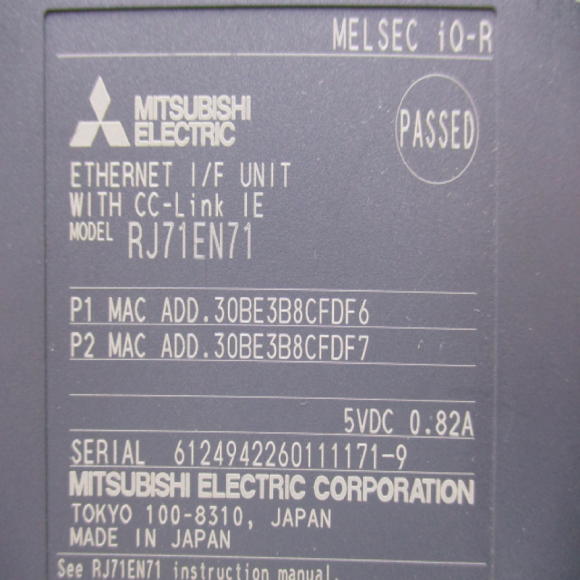 MELSEC iQ-R
MITSUBISHI
ELECTRIC
PASSED
ETHERNET I/F UNIT
WITH CC-Link IE
MODEL RJ71EN71
P1 MAC ADD.30BE3B8CFDF6
P2 MAC ADD.30BE3B8CFDF7
5VDC 0.82A
SERIAL 6124942260111171-9
MITSUBISHI ELECTRIC CORPORATION
TOKYO 100-8310, JAPAN
MADE IN JAPAN
See RJ71EN71 instruction manual.